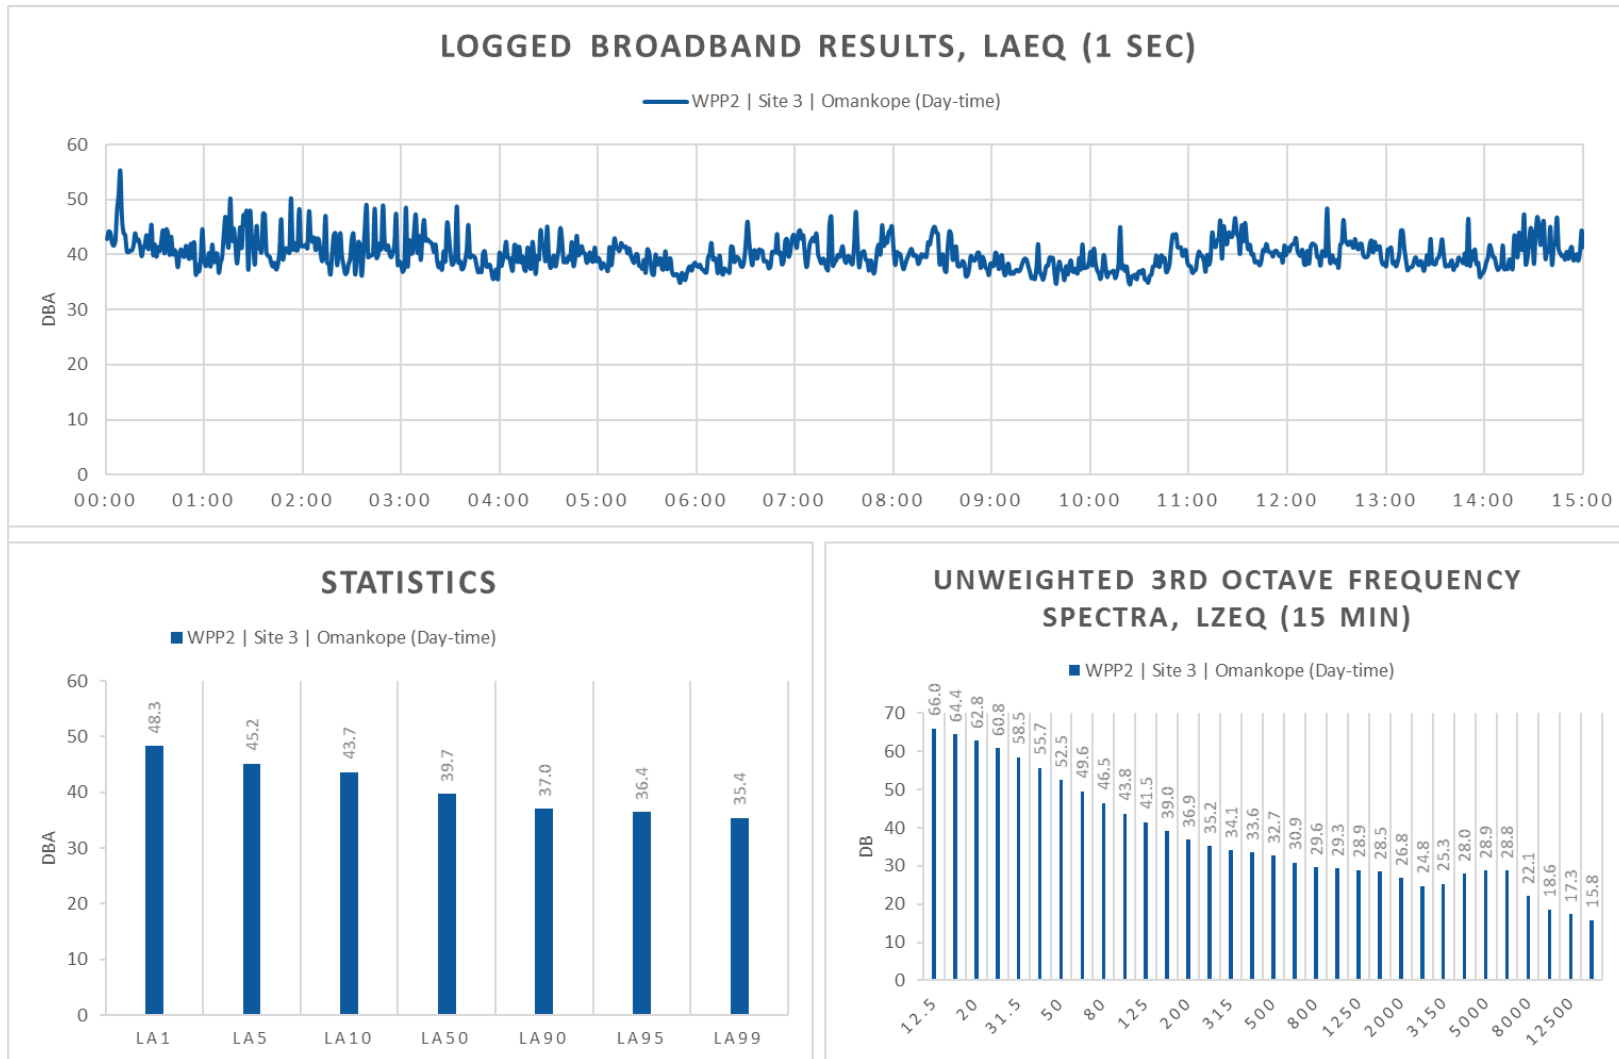 LOGGED BROADBAND RESULTS, LAEQ (1 SEC)
WPP2 | Site 3 | Omankope (Day-time)
60
50
40
30
20
10
0
DBA
00:00 01:00 02:00 03:00 04:00 05:00 06:00 07:00 08:00 09:00 10:00 11:00 12:00 13:00 14:00 15:00
STATISTICS
WPP2 | Site 3 | Omankope (Day-time)
60
50
40
30
20
10
0
DBA
48.3 45.2 43.7 39.7 37.0 36.4 35.4
LA1 LA5 LA10 LA50 LA90 LA95 LA99
UNWEIGHTED 3RD OCTAVE FREQUENCY
SPECTRA, LZEQ (15 MIN)
WPP2 | Site 3 | Omankope (Day-time)
70
60
50
40
30
20
10
0
DB
66.0 64.4 62.8 60.8 58.5 55.7 52.5 49.6 46.5 43.8 41.5 39.0 36.9 35.2 34.1 33.6 32.7 30.9 29.6 29.3 28.9 28.5 26.8 24.8 25.3 28.0 28.9 28.8 22.1 18.6 17.3 15.8
12.5 20 31.5 50 80 125 200 315 500 800 1250 2000 3150 5000 8000 12500